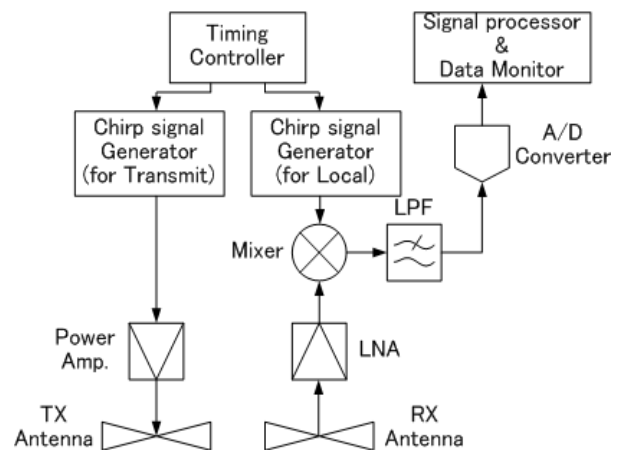 Timing
Controller
Signal processor
&
Data Monitor
Chirp signal
Generator
(for Transmit)
Chirp signal
Generator
(for Local)
A/D
Converter
LPF
Mixer
Power
Amp.
LNA
TX
Antenna
RX
Antenna